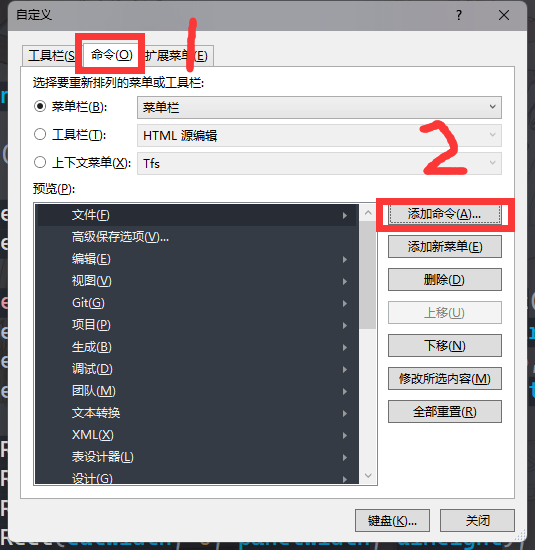 自定义
工具栏(S 命令(O) 扩展菜单(E)
1
选择要重新排列的菜单或工具栏:
菜单栏(B): 菜单栏
工具栏(T): HTML 源编辑
上下文菜单(X): Tfs
2
预览(P):
文件(F)
高级保存选项(V)...
编辑(E)
视图(V)
Git(G)
项目(P)
生成(B)
调试(D)
团队(M)
文本转换
XML(X)
表设计器(L)
设计(G)
添加命令(A)...
添加新菜单(E)
删除(D)
上移(U)
下移(N)
修改所选内容(M)
全部重置(R)
键盘(K)...
关闭